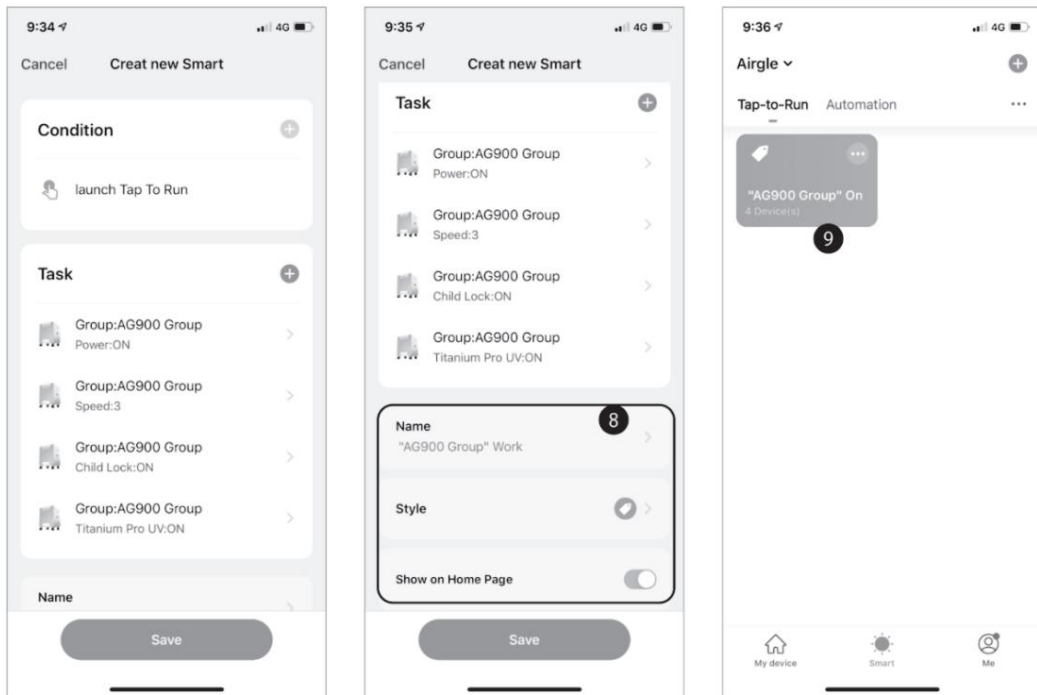 9:34
4G
Cancel
Creat new Smart
Condition
launch Tap To Run
Task
Group:AG900 Group
Power:ON
Group:AG900 Group
Speed:3
Group:AG900 Group
Child Lock:ON
Group:AG900 Group
Titanium Pro UV:ON
Name
Save
9:35
4G
Cancel
Creat new Smart
Task
Group:AG900 Group
Power:ON
Group:AG900 Group
Speed:3
Group:AG900 Group
Child Lock:ON
Group:AG900 Group
Titanium Pro UV:ON
8
Name
"AG900 Group" Work
Style
Show on Home Page
Save
9:36
4G
Airgle
Tap-to-Run Automation
"AG900 Group" On
4 Device(s)
9
My device Smart Me